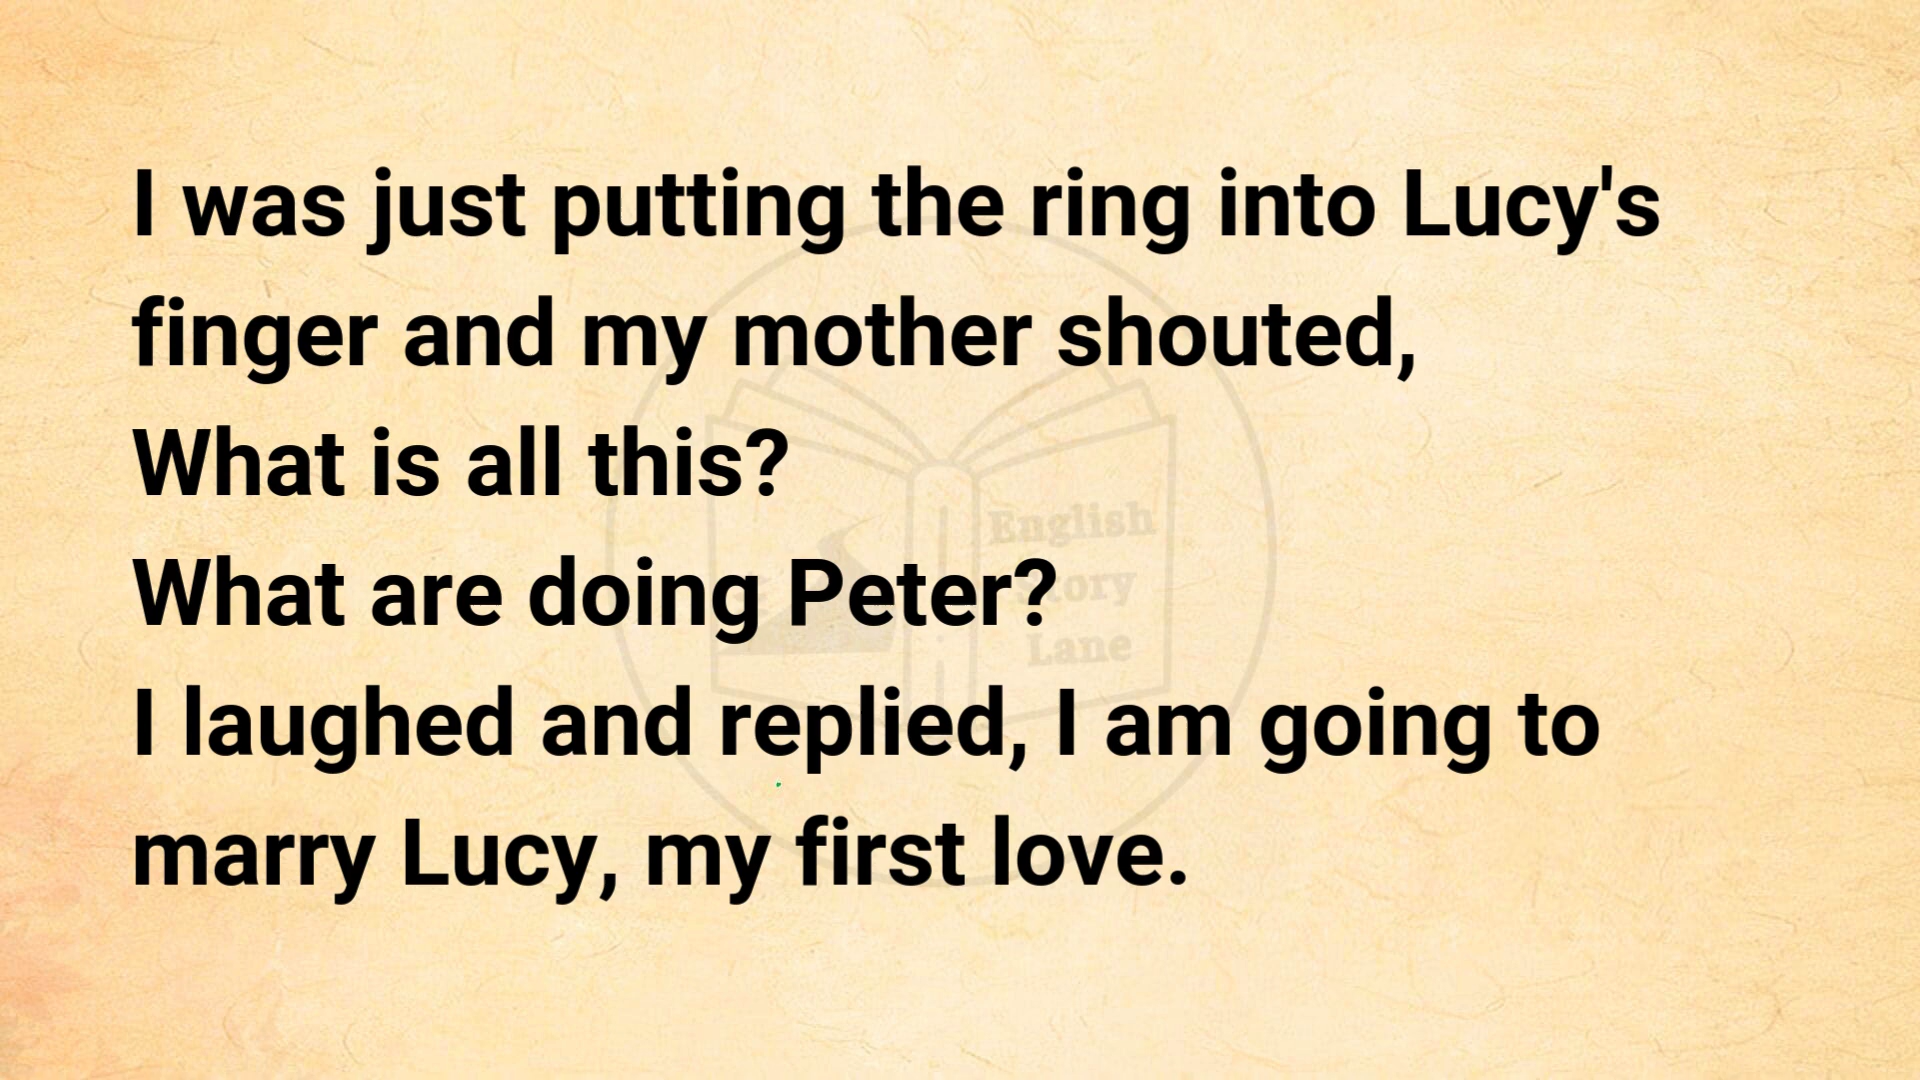 I was just putting the ring into Lucy's
finger and my mother shouted,
What is all this?
What are doing Peter?
I laughed and replied, I am going to
marry Lucy, my first love.
English
Story
Lane